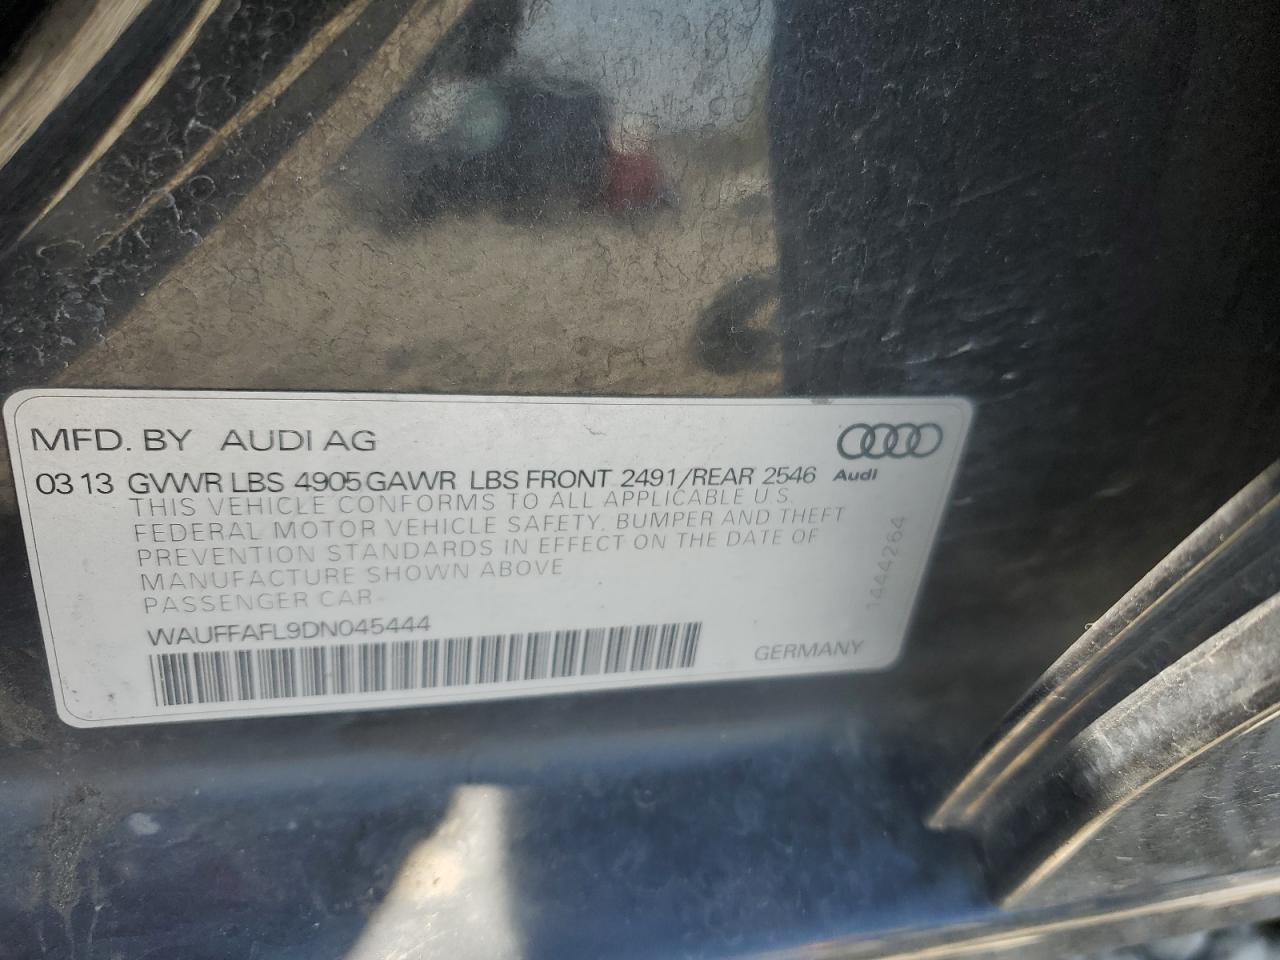 MFD. BY AUDI AG
03 13 GVWR LBS 4905 GAWR LBS FRONT 2491/REAR 2546
Audi
THIS VEHICLE CONFORMS TO ALL APPLICABLE U.S.
FEDERAL MOTOR VEHICLE SAFETY, BUMPER AND THEFT
PREVENTION STANDARDS IN EFFECT ON THE DATE OF
MANUFACTURE SHOWN ABOVE
PASSENGER CAR
WAUFFAFL9DN045444
GERMANY
1444264